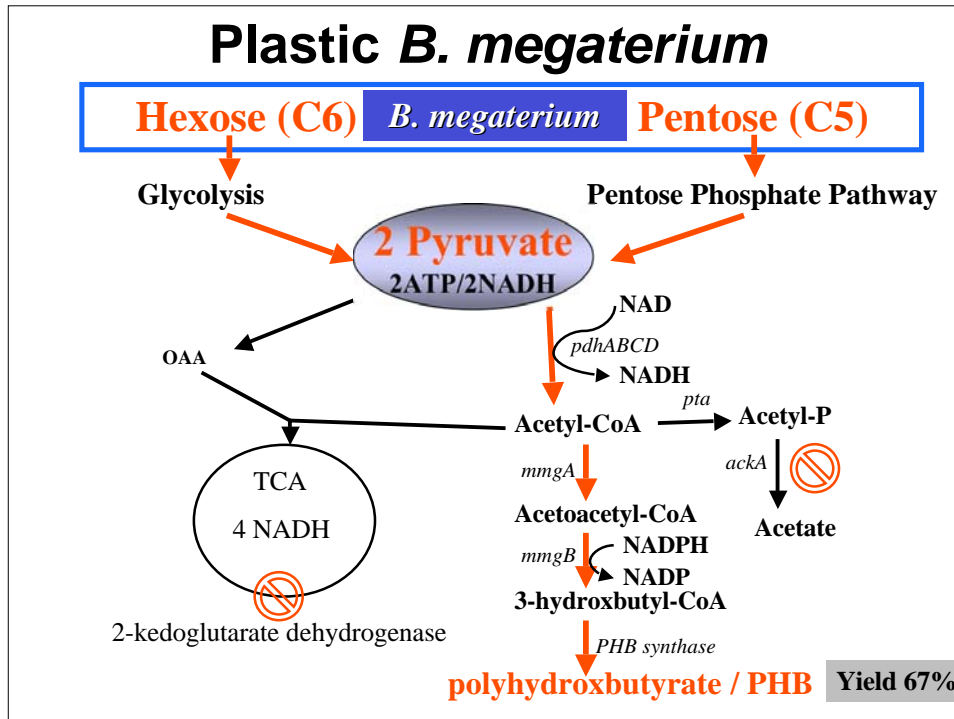 Plastic B. megaterium
Hexose (C6)
B. megaterium
Pentose (C5)
Glycolysis
Pentose Phosphate Pathway
2 Pyruvate
2ATP/2NADH
NAD
pdhABCD
NADH
OAA
Acetyl-CoA
pta
Acetyl-P
mmgA
ackA
TCA
4 NADH
Acetoacetyl-CoA
Acetate
mmgB
NADPH
NADP
3-hydroxbutyl-CoA
2-kedoglutarate dehydrogenase
PHB synthase
polyhydroxbutyrate / PHB
Yield 67%